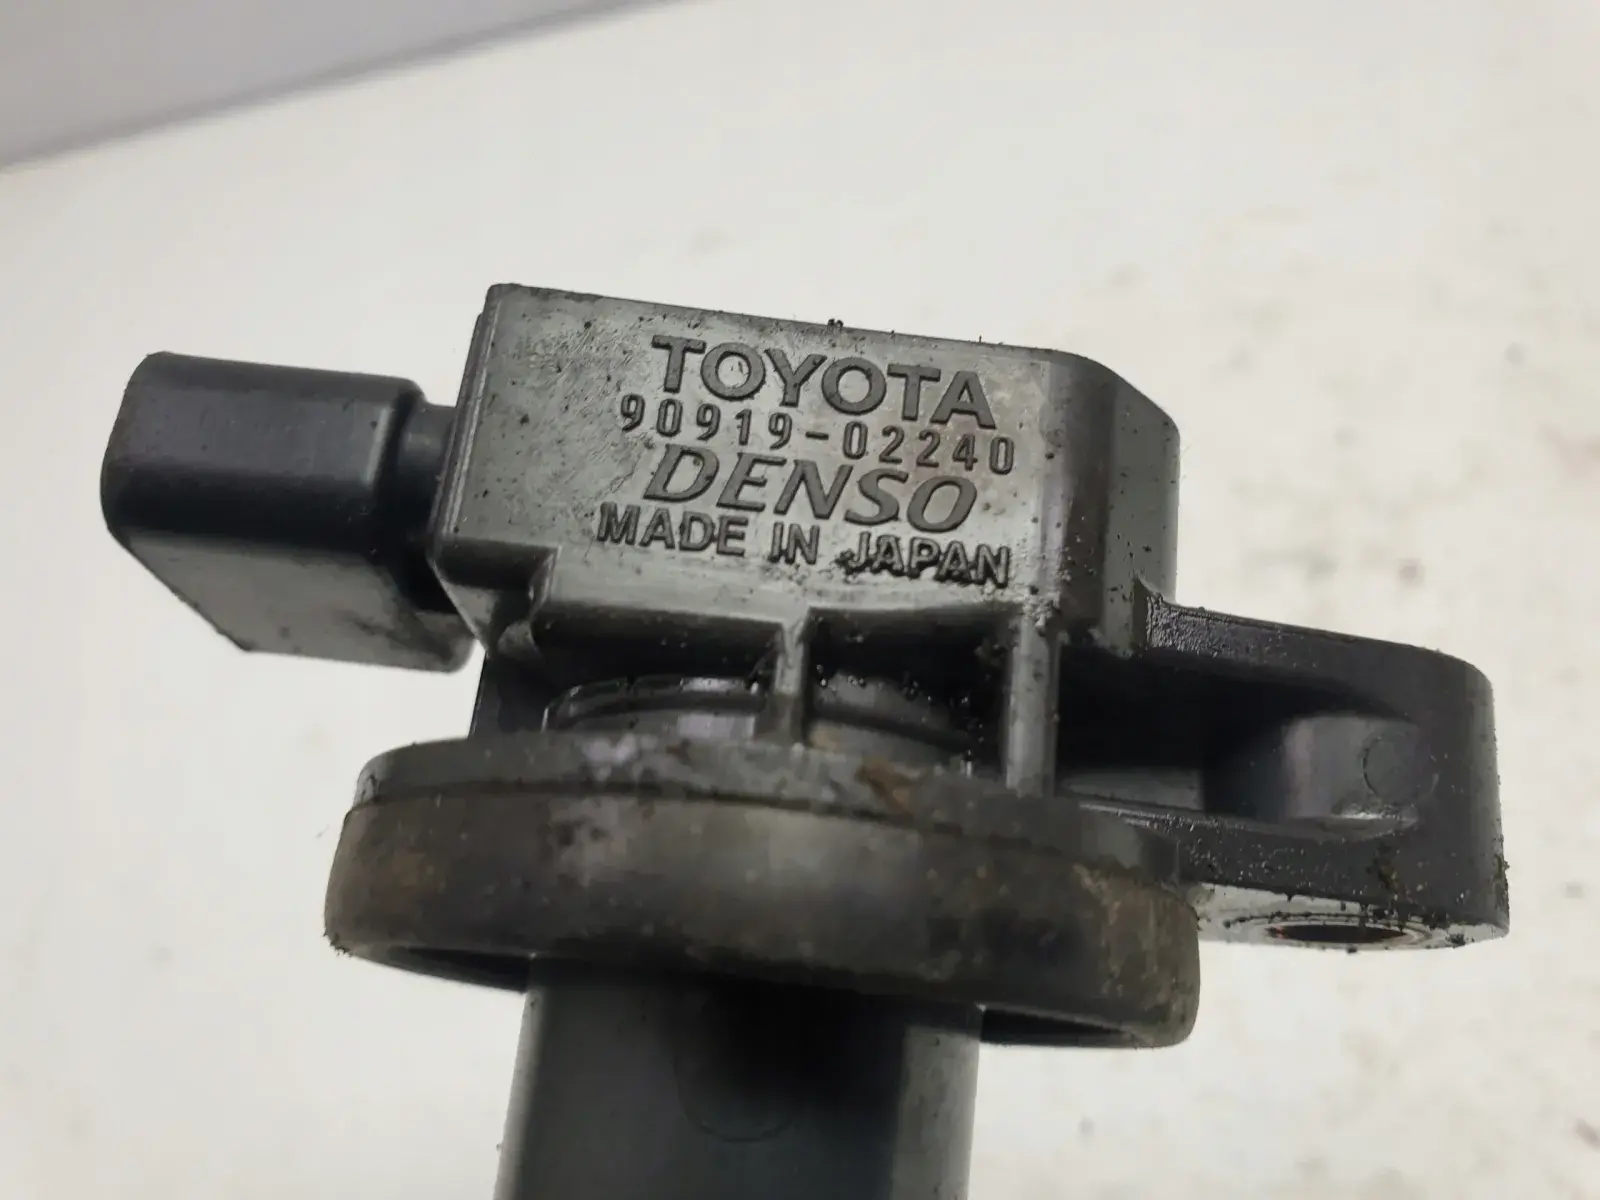 TOYOTA
90919-02240
DENSO
MADE IN JAPAN